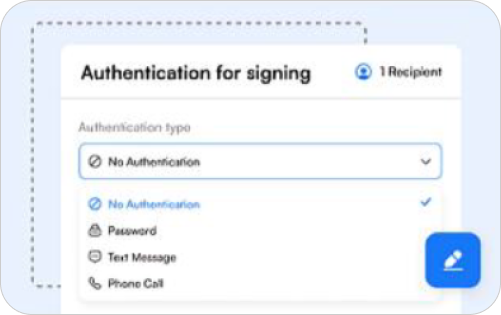 Authentication for signing
1 Recipient
Authentication type
No Authentication
No Authentication
Password
Text Message
Phone Call